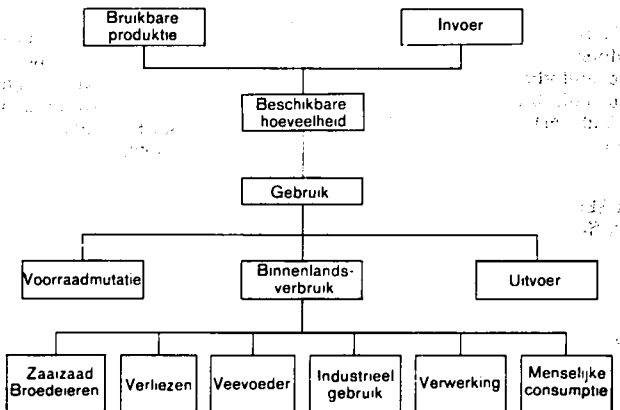 Bruikbare
produktie
Invoer
Beschikbare
hoeveelheid
Gebruik
Voorraadmutatie
Binnenlands-
verbruik
Uitvoer
Zaaizaad
Broedeieren
Verliezen
Veevoeder
Industrieel
gebruik
Verwerking
Menselijke
consumptie